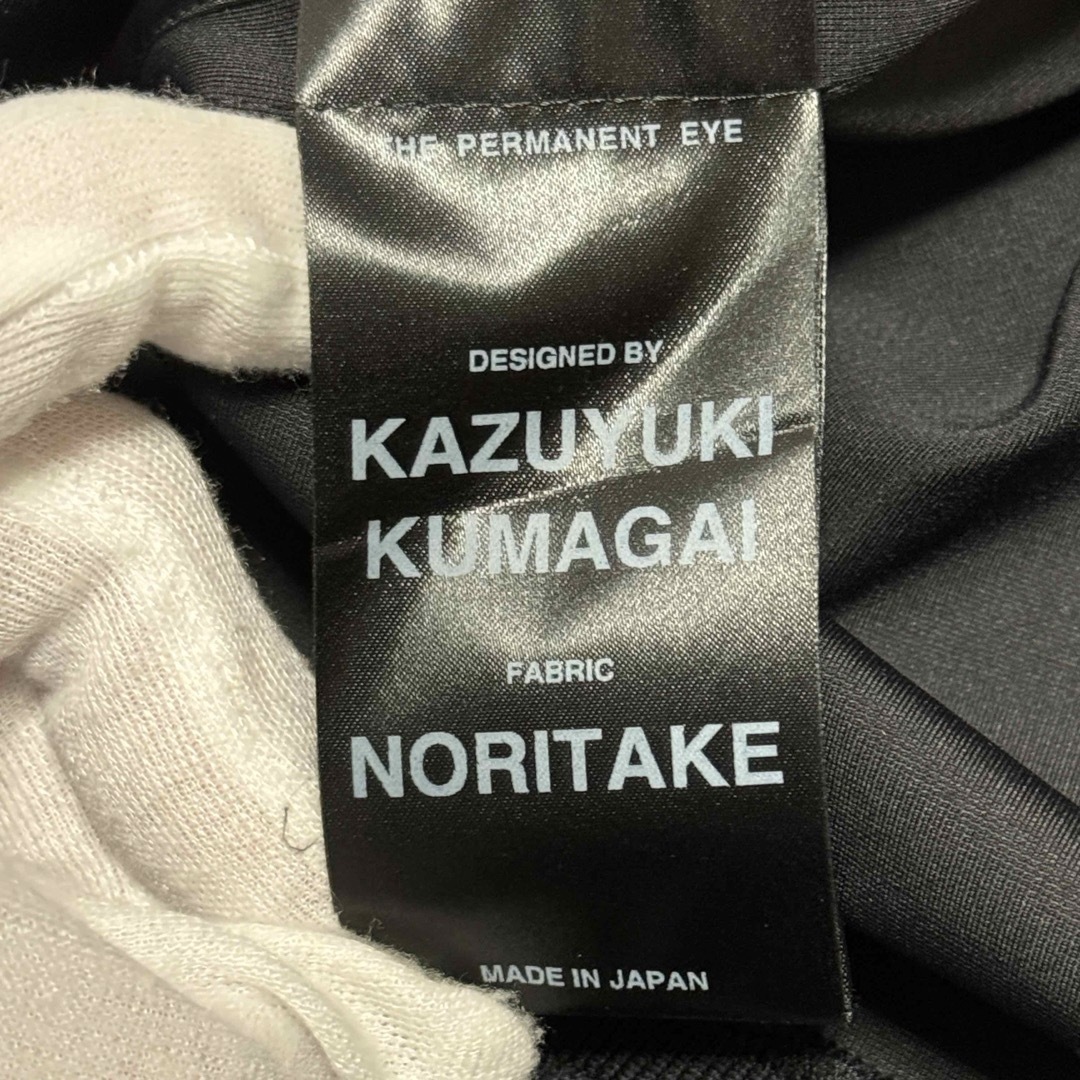 THE PERMANENT EYE
DESIGNED BY
KAZUYUKI
KUMAGAI
FABRIC
NORITAKE
MADE IN JAPAN